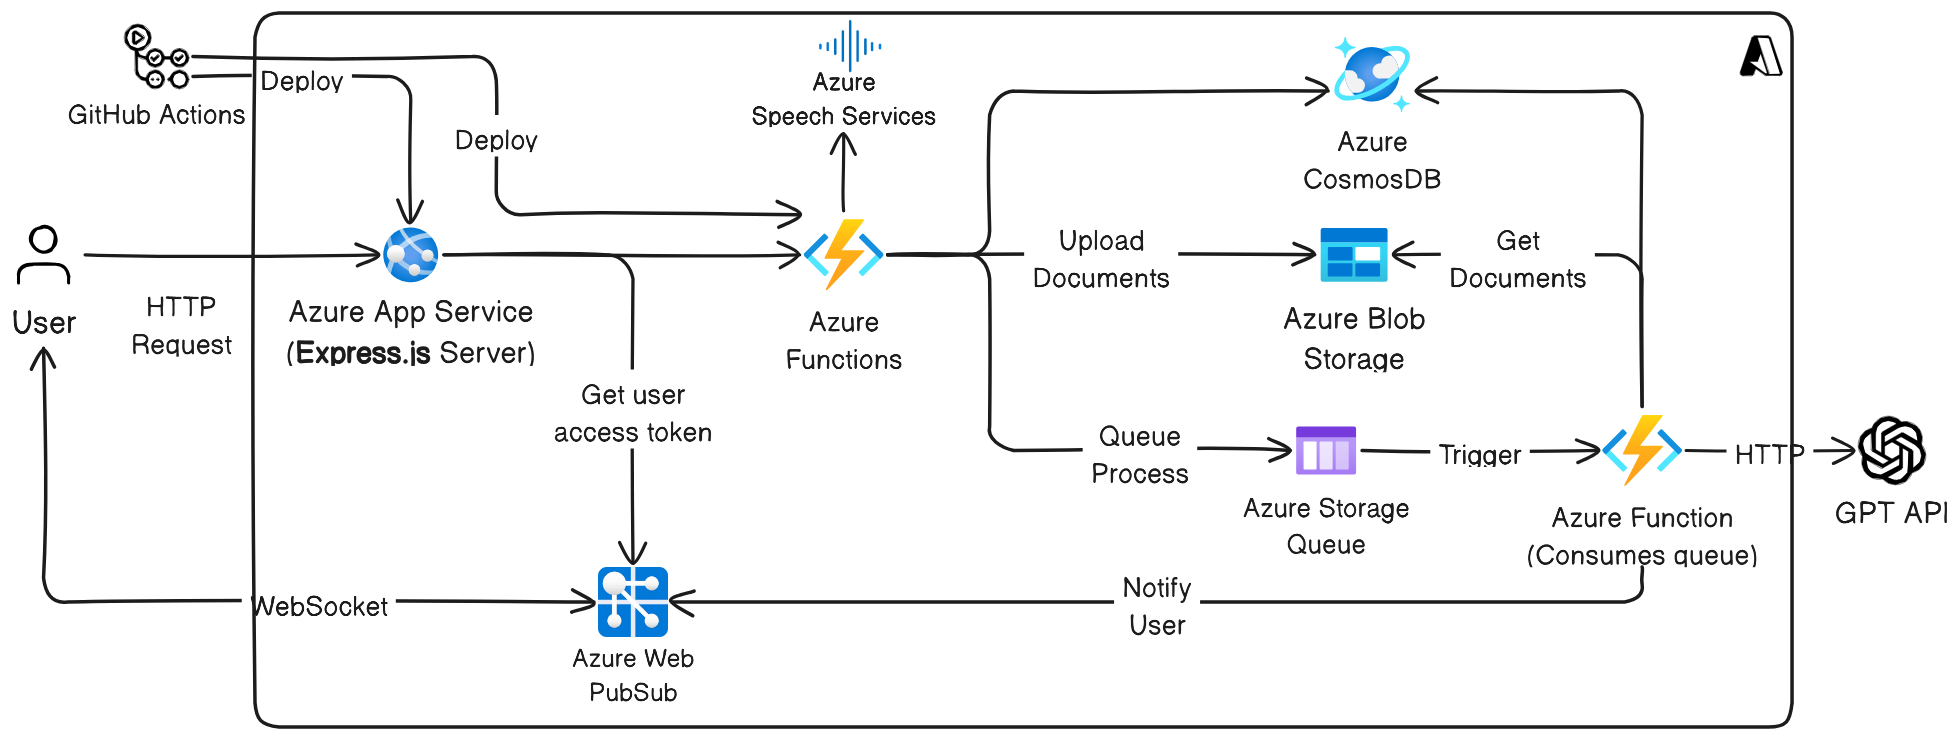 GitHub Actions
Deploy
Deploy
Azure
Speech Services
Azure
CosmosDB
User
HTTP
Request
Azure App Service
(Express.js Server)
Azure
Functions
Upload
Documents
Azure Blob
Storage
Get
Documents
Get user
access token
Queue
Process
Azure Storage
Queue
Trigger
Azure Function
(Consumes queue)
HTTP
GPT API
WebSocket
Azure Web
PubSub
Notify
User